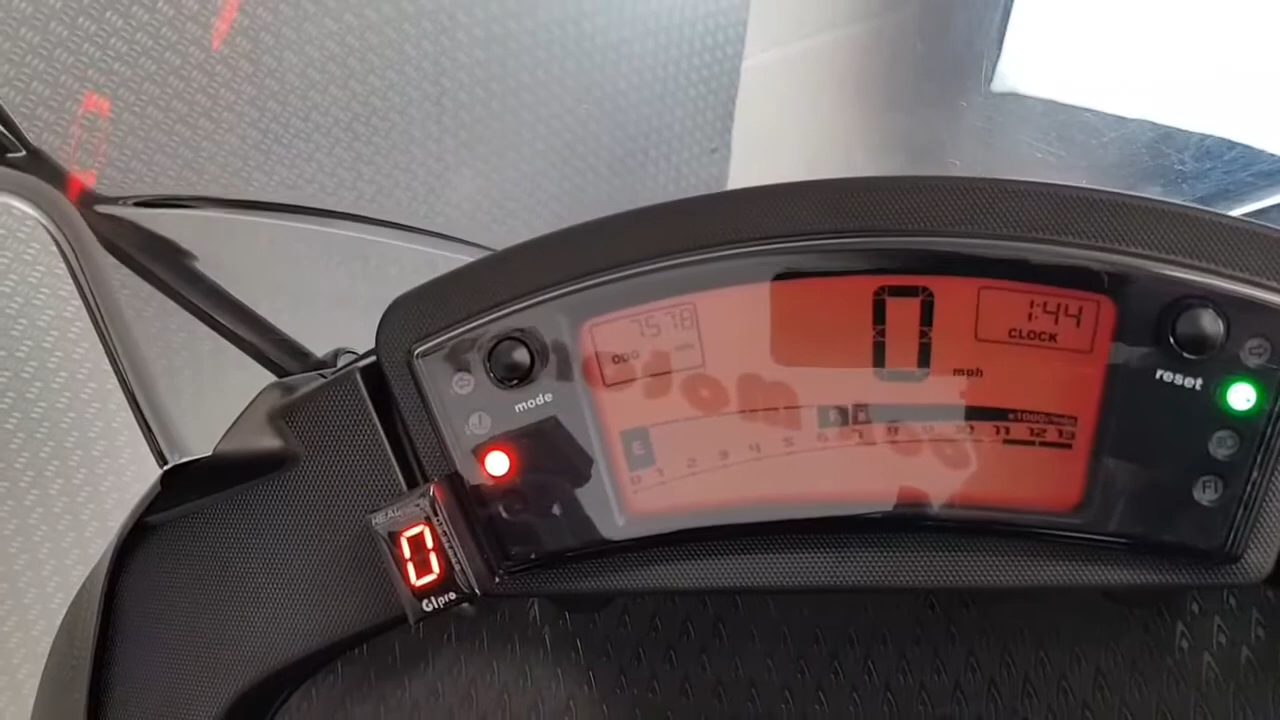 7578
ODO
mode
0
mph
1:44
CLOCK
reset
x1000r/min
E
0 1 2 3 4 5 6 7 8 9 10 11 12 13
FI
HEAL
0
GIpro